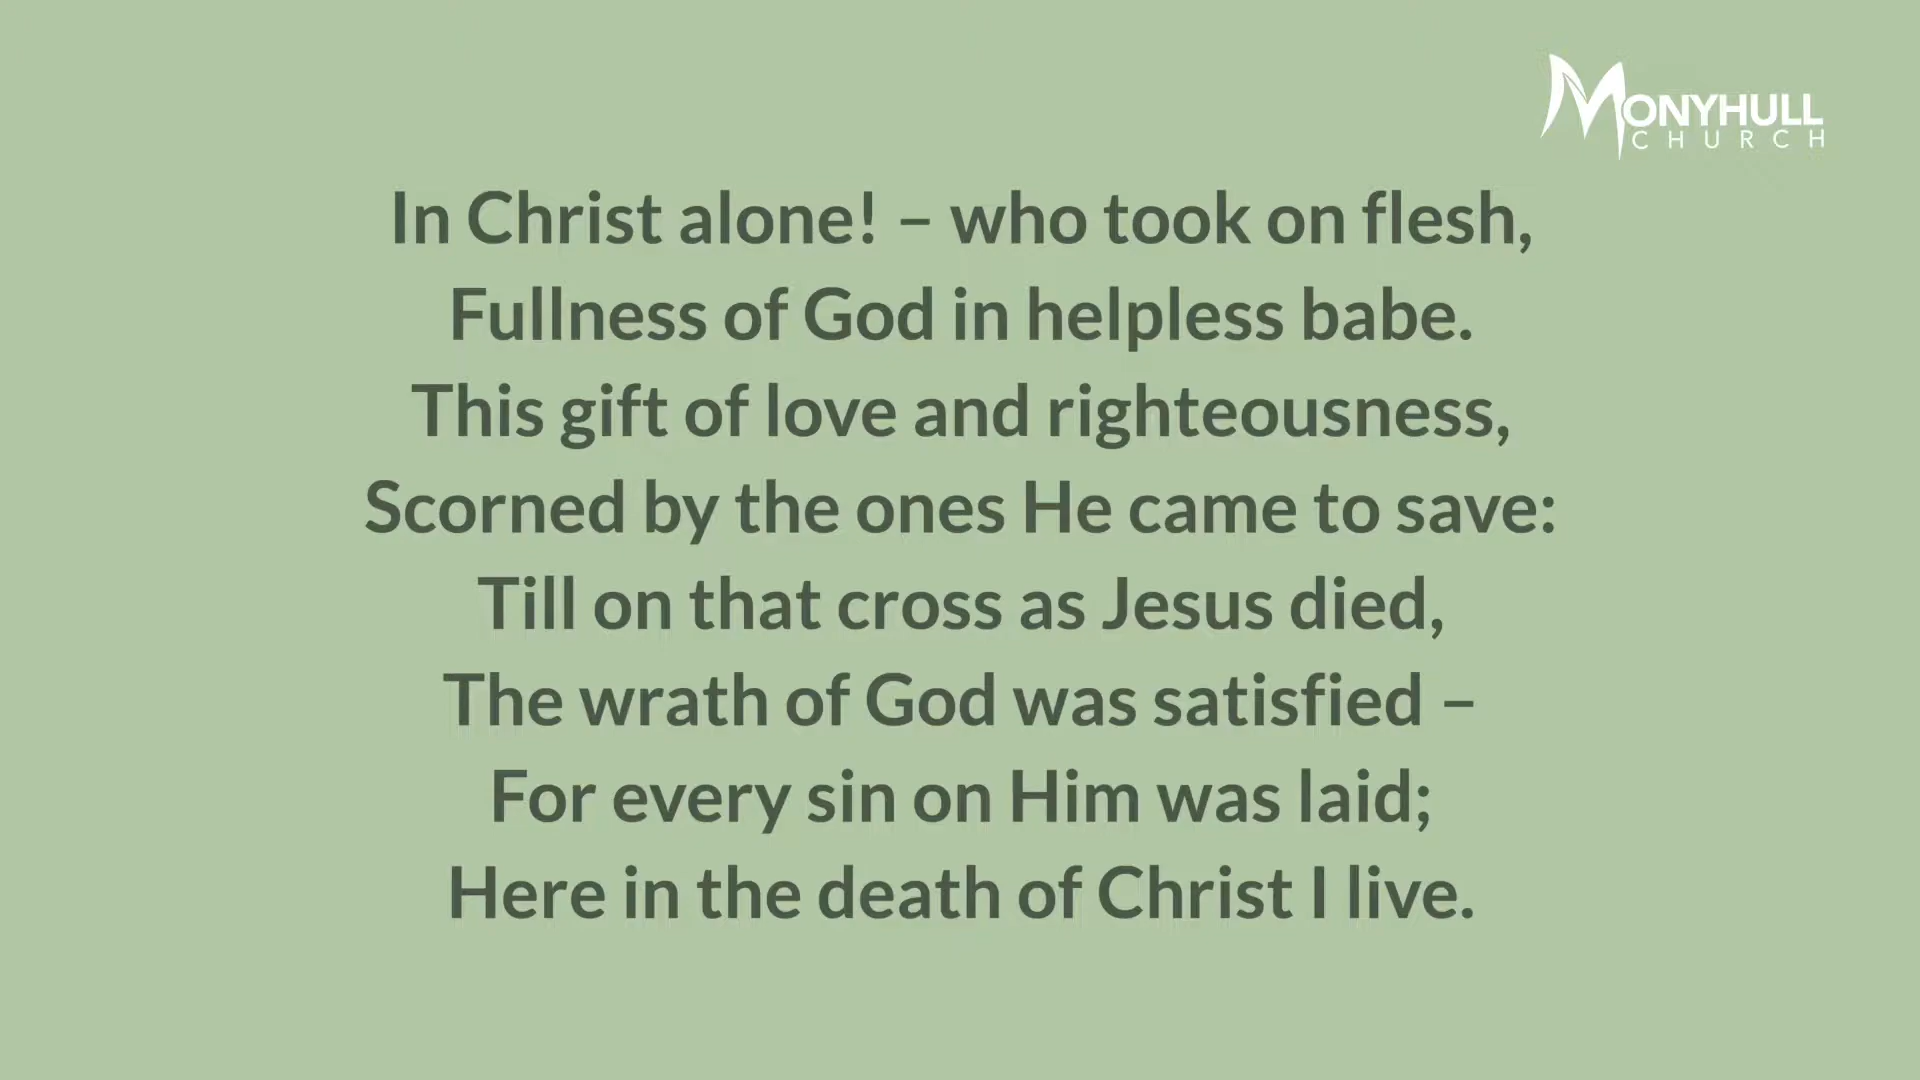 MONYHULL
CHURCH
In Christ alone! – who took on flesh,
Fullness of God in helpless babe.
This gift of love and righteousness,
Scorned by the ones He came to save:
Till on that cross as Jesus died,
The wrath of God was satisfied –
For every sin on Him was laid;
Here in the death of Christ I live.